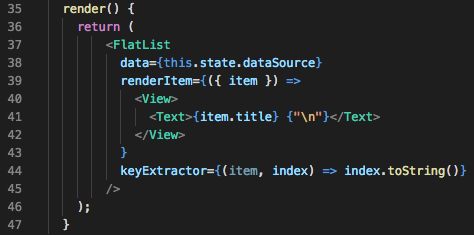 35 render() {
36 return (
37 <FlatList
38 data={this.state.dataSource}
39 renderItem={({ item }) =>
40 <View>
41 <Text>{item.title} {"\n"}</Text>
42 </View>
43 }
44 keyExtractor={(item, index) => index.toString()}
45 />
46 );
47 }